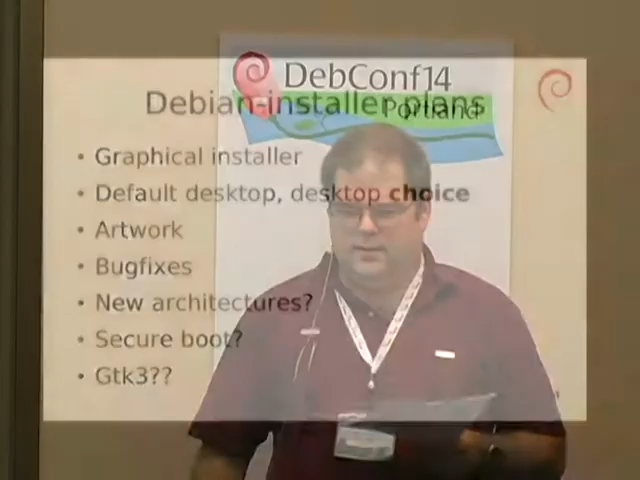 DebConf14
Portland
Debian-installer plans
• Graphical installer
• Default desktop, desktop choice
• Artwork
• Bugfixes
• New architectures?
• Secure boot?
• Gtk3??